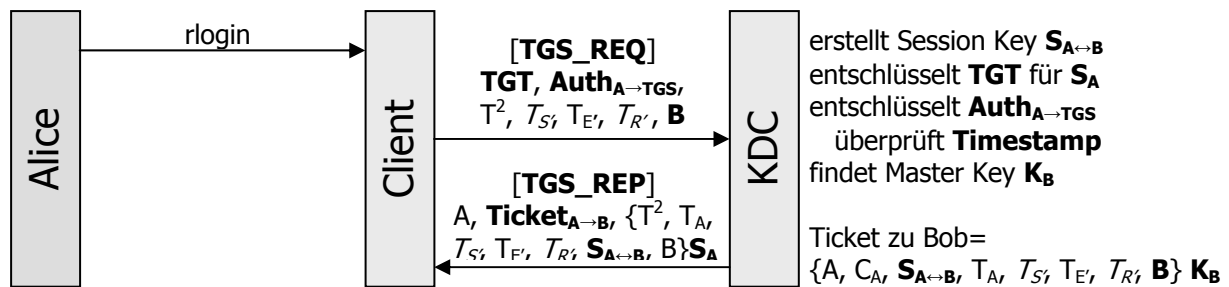 Alice
rlogin
Client
[TGS_REQ]
TGT, Auth_A→TGS,
T², T_S', T_E', T_R', B
[TGS_REP]
A, Ticket_A→B, {T², T_A,
T_S', T_E', T_R', S_A↔B, B}S_A
KDC
erstellt Session Key S_A↔B
entschlüsselt TGT für S_A
entschlüsselt Auth_A→TGS
überprüft Timestamp
findet Master Key K_B
Ticket zu Bob=
{A, C_A, S_A↔B, T_A, T_S', T_E', T_R', B} K_B